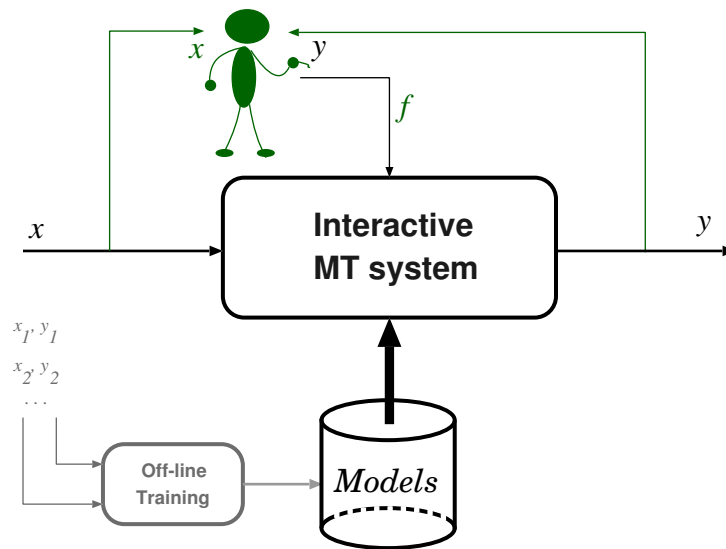 x y
f
x
y
Interactive
MT system
x1, y1
x2, y2
...
Off-line
Training
Models